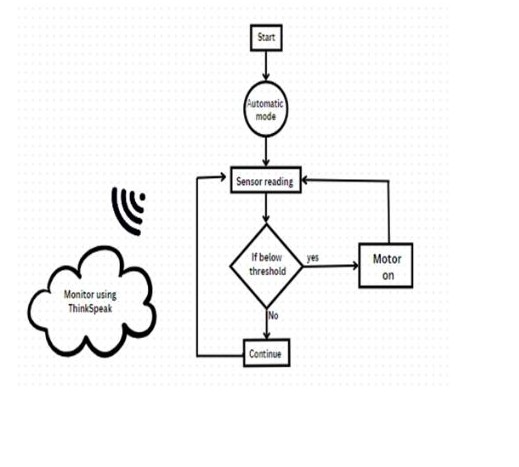 Start
Automatic
mode
Sensor reading
If below
threshold
yes
Motor
on
No
Continue
Monitor using
ThinkSpeak